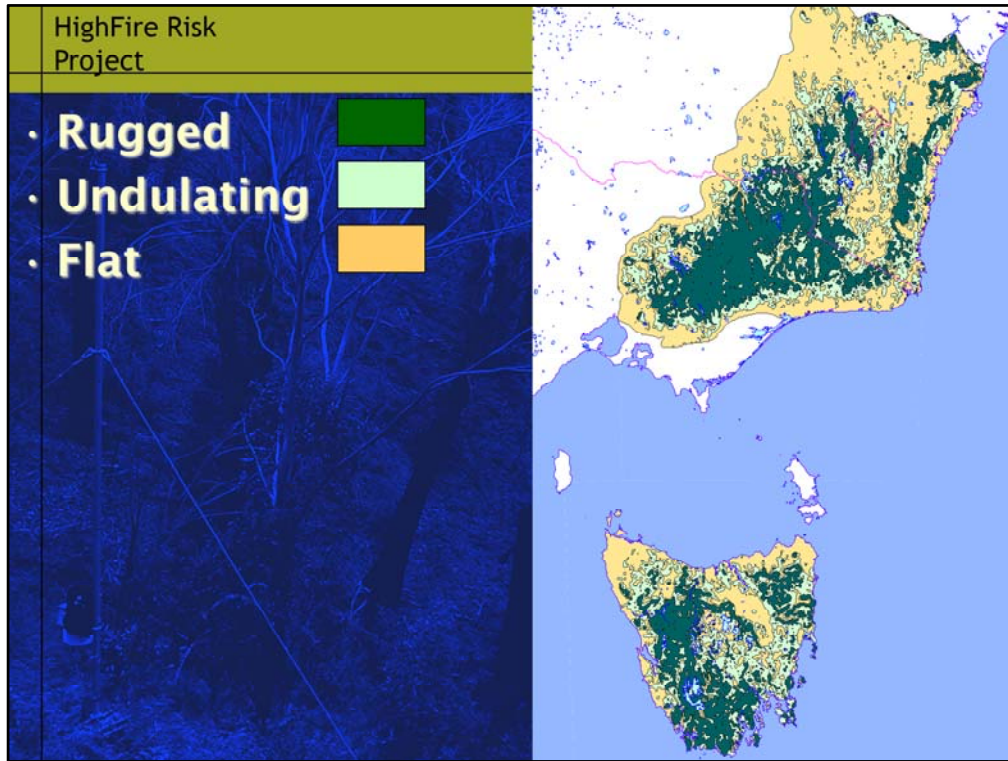 HighFire Risk
Project
· Rugged
· Undulating
· Flat